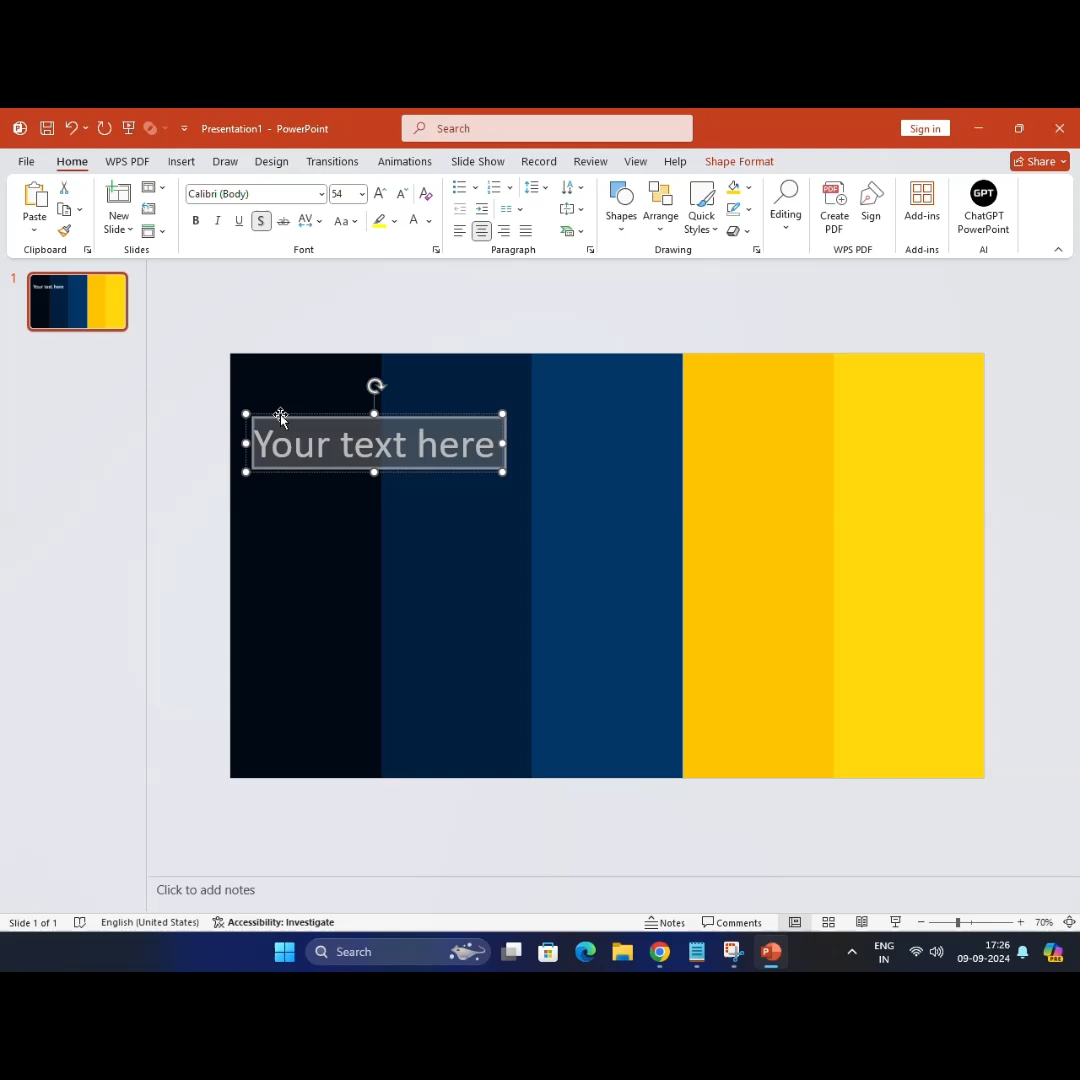 Presentation1 - PowerPoint
Search
Sign in
File Home WPS PDF Insert Draw Design Transitions Animations Slide Show Record Review View Help Shape Format
Share
Paste
New
Slide
Calibri (Body) 54
B I U S ab AV Aa A
Shapes Arrange Quick
Styles
Editing
Create
PDF
Sign
Add-ins
GPT
ChatGPT
PowerPoint
Clipboard Slides Font Paragraph Drawing WPS PDF Add-ins AI
1
Your text here
Your text here
Click to add notes
Slide 1 of 1 English (United States) Accessibility: Investigate Notes Comments 70%
Search
ENG
IN
17:26
09-09-2024
PRE